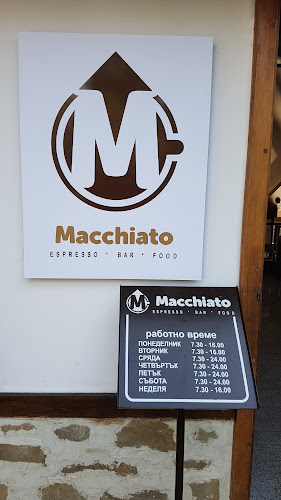 M
Macchiato
ESPRESSO · BAR · FOOD
M Macchiato
ESPRESSO · BAR · FOOD
работно време
ПОНЕДЕЛНИК 7.30 - 16.00
ВТОРНИК 7.30 - 16.00
СРЯДА 7.30 - 24.00
ЧЕТВЪРТЪК 7.30 - 24.00
ПЕТЪК 7.30 - 24.00
СЪБОТА 7.30 - 24.00
НЕДЕЛЯ 7.30 - 16.00